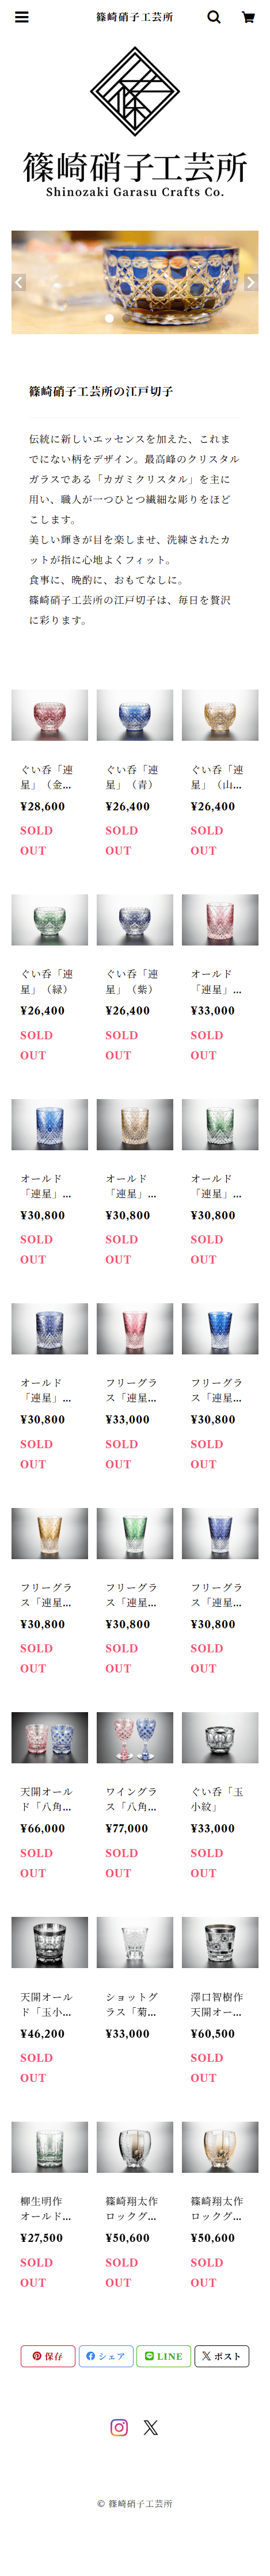 篠崎硝子工芸所
篠崎硝子工芸所
Shinozaki Garasu Crafts Co.
篠崎硝子工芸所の江戸切子
伝統に新しいエッセンスを加えた、これま
でにない柄をデザイン。最高峰のクリスタル
ガラスである「カガミクリスタル」を主に
用い、職人が一つひとつ繊細な彫りをほど
こします。
美しい輝きが目を楽しませ、洗練されたカ
ットが指に心地よくフィット。
食事に、晩酌に、おもてなしに。
篠崎硝子工芸所の江戸切子は、毎日を贅沢
に彩ります。
ぐい呑「連
星」（金...
¥28,600
SOLD
OUT
ぐい呑「連
星」（青）
¥26,400
SOLD
OUT
ぐい呑「連
星」（山...
¥26,400
SOLD
OUT
ぐい呑「連
星」（緑）
¥26,400
SOLD
OUT
ぐい呑「連
星」（紫）
¥26,400
SOLD
OUT
オールド
「連星」...
¥33,000
SOLD
OUT
オールド
「連星」...
¥30,800
SOLD
OUT
オールド
「連星」...
¥30,800
SOLD
OUT
オールド
「連星」...
¥30,800
SOLD
OUT
オールド
「連星」...
¥30,800
SOLD
OUT
フリーグラ
ス「連星...
¥33,000
SOLD
OUT
フリーグラ
ス「連星...
¥30,800
SOLD
OUT
フリーグラ
ス「連星...
¥30,800
SOLD
OUT
フリーグラ
ス「連星...
¥30,800
SOLD
OUT
フリーグラ
ス「連星...
¥30,800
SOLD
OUT
天開オール
ド「八角...
¥66,000
SOLD
OUT
ワイングラ
ス「八角...
¥77,000
SOLD
OUT
ぐい呑「玉
小紋」
¥33,000
SOLD
OUT
天開オール
ド「玉小...
¥46,200
SOLD
OUT
ショットグ
ラス「菊...
¥33,000
澤口智樹作
天開オー...
¥60,500
SOLD
OUT
柳生明作
オールド...
¥27,500
SOLD
OUT
篠崎翔太作
ロックグ...
¥50,600
SOLD
OUT
篠崎翔太作
ロックグ...
¥50,600
SOLD
OUT
保存
シェア
LINE
ポスト
© 篠崎硝子工芸所